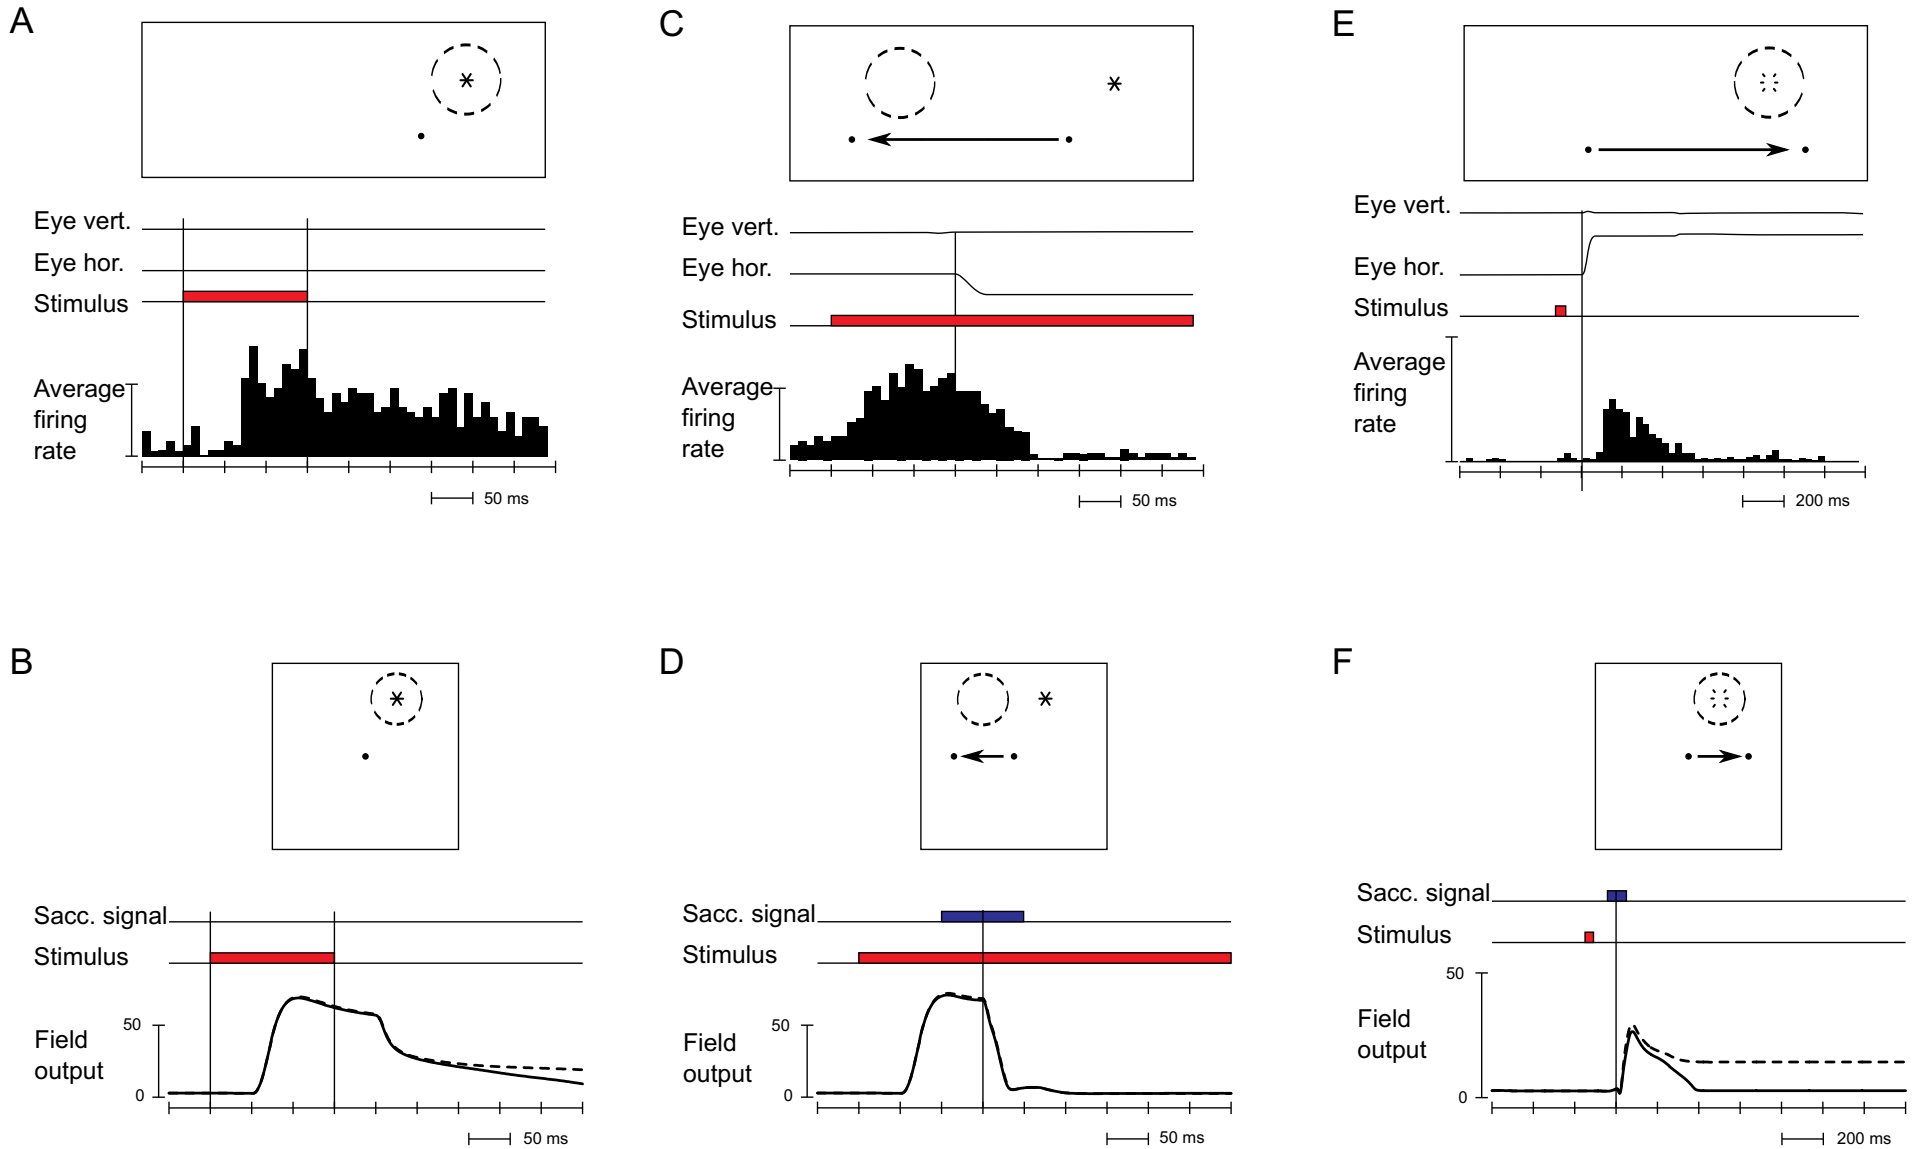 A
Eye vert.
Eye hor.
Stimulus
Average
firing
rate
50 ms
C
Eye vert.
Eye hor.
Stimulus
Average
firing
rate
50 ms
E
Eye vert.
Eye hor.
Stimulus
Average
firing
rate
200 ms
B
Sacc. signal
Stimulus
50
Field
output
0
50 ms
D
Sacc. signal
Stimulus
50
Field
output
0
50 ms
F
Sacc. signal
Stimulus
50
Field
output
0
200 ms